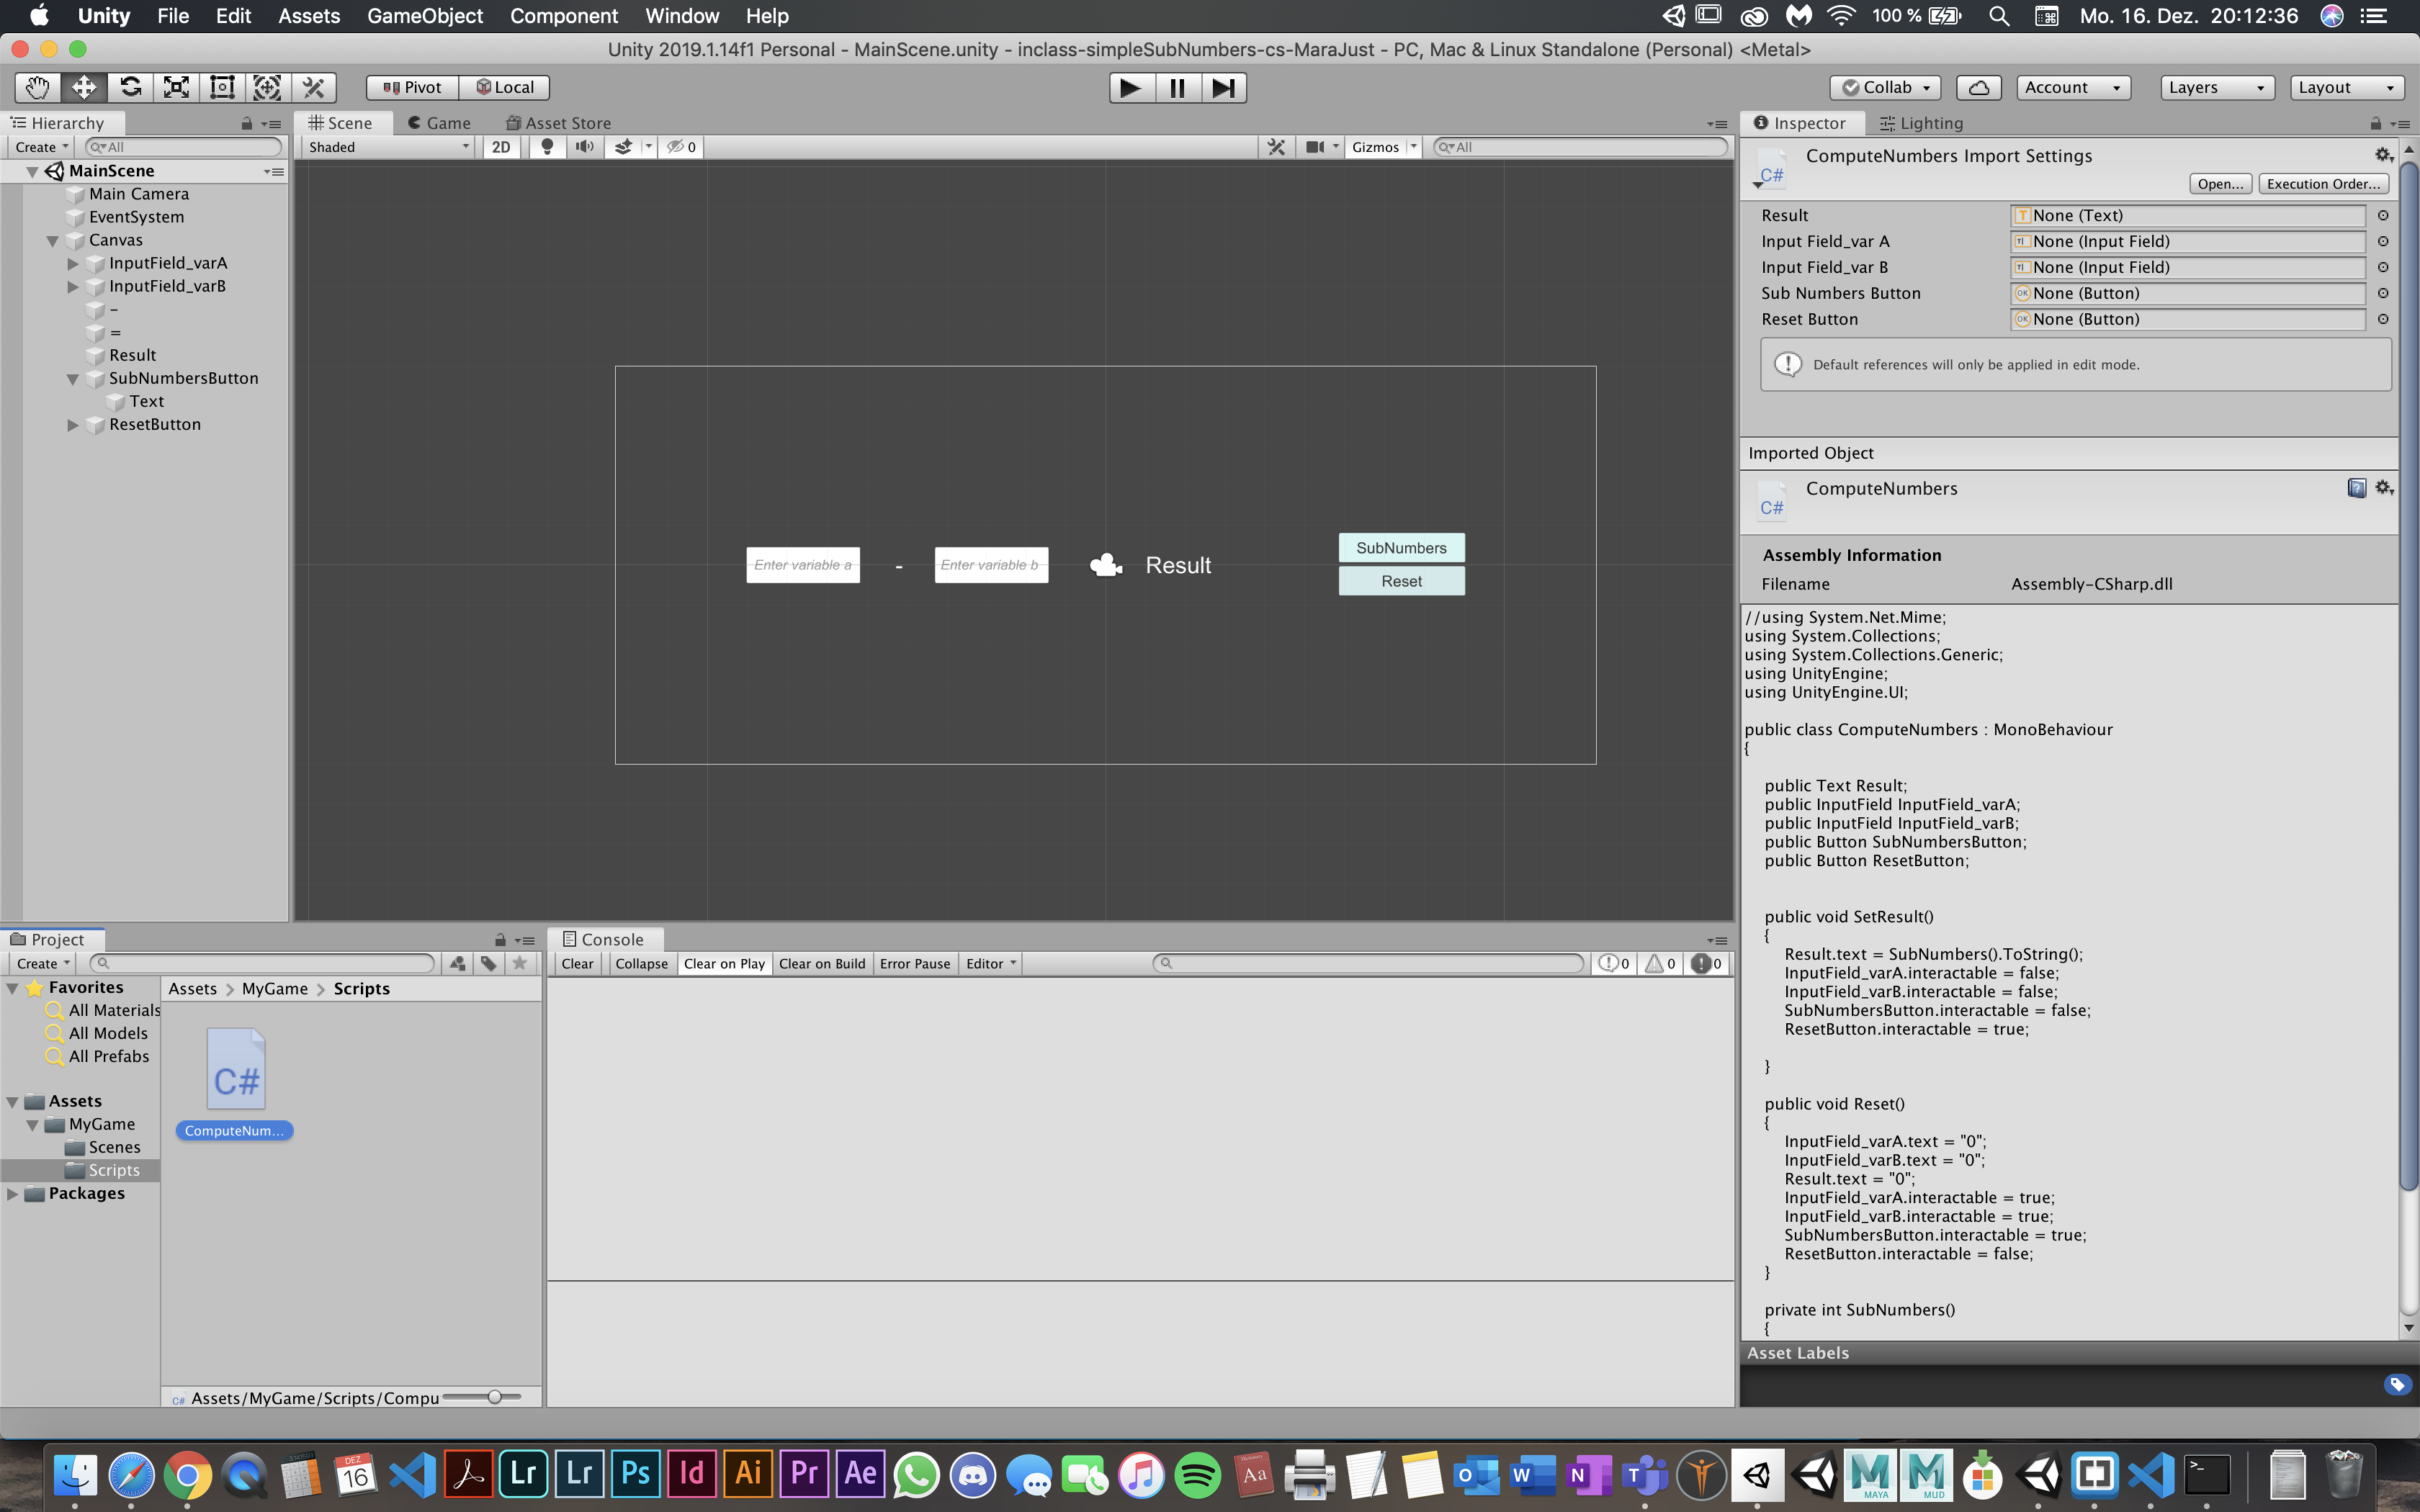 Unity File Edit Assets GameObject Component Window Help 100 % Mo. 16. Dez. 20:12:36
Unity 2019.1.14f1 Personal - MainScene.unity - inclass-simpleSubNumbers-cs-MaraJust - PC, Mac & Linux Standalone (Personal) <Metal>
Pivot Local Collab Account Layers Layout
Hierarchy
Create All
MainScene
Main Camera
EventSystem
Canvas
InputField_varA
InputField_varB
-
=
Result
SubNumbersButton
Text
ResetButton
Scene Game Asset Store
Shaded 2D 0 Gizmos All
Enter variable a - Enter variable b Result
SubNumbers
Reset
Inspector Lighting
ComputeNumbers Import Settings
C#
Open... Execution Order...
Result None (Text)
Input Field_var A None (Input Field)
Input Field_var B None (Input Field)
Sub Numbers Button OK None (Button)
Reset Button OK None (Button)
Default references will only be applied in edit mode.
Imported Object
ComputeNumbers
C#
Assembly Information
Filename Assembly-CSharp.dll
//using System.Net.Mime;
using System.Collections;
using System.Collections.Generic;
using UnityEngine;
using UnityEngine.UI;
public class ComputeNumbers : MonoBehaviour
{
public Text Result;
public InputField InputField_varA;
public InputField InputField_varB;
public Button SubNumbersButton;
public Button ResetButton;
public void SetResult()
{
Result.text = SubNumbers().ToString();
InputField_varA.interactable = false;
InputField_varB.interactable = false;
SubNumbersButton.interactable = false;
ResetButton.interactable = true;
}
public void Reset()
{
InputField_varA.text = "0";
InputField_varB.text = "0";
Result.text = "0";
InputField_varA.interactable = true;
InputField_varB.interactable = true;
SubNumbersButton.interactable = true;
ResetButton.interactable = false;
}
private int SubNumbers()
{
Asset Labels
Project
Create
Favorites
All Materials
All Models
All Prefabs
Assets
MyGame
Scenes
Scripts
Packages
Assets > MyGame > Scripts
C#
ComputeNum...
Assets/MyGame/Scripts/Compu
Console
Clear Collapse Clear on Play Clear on Build Error Pause Editor 0 0 0
DEZ
16
Lr Lr Ps Id Ai Pr Ae Aa O W N T M MAYA M MUD >_